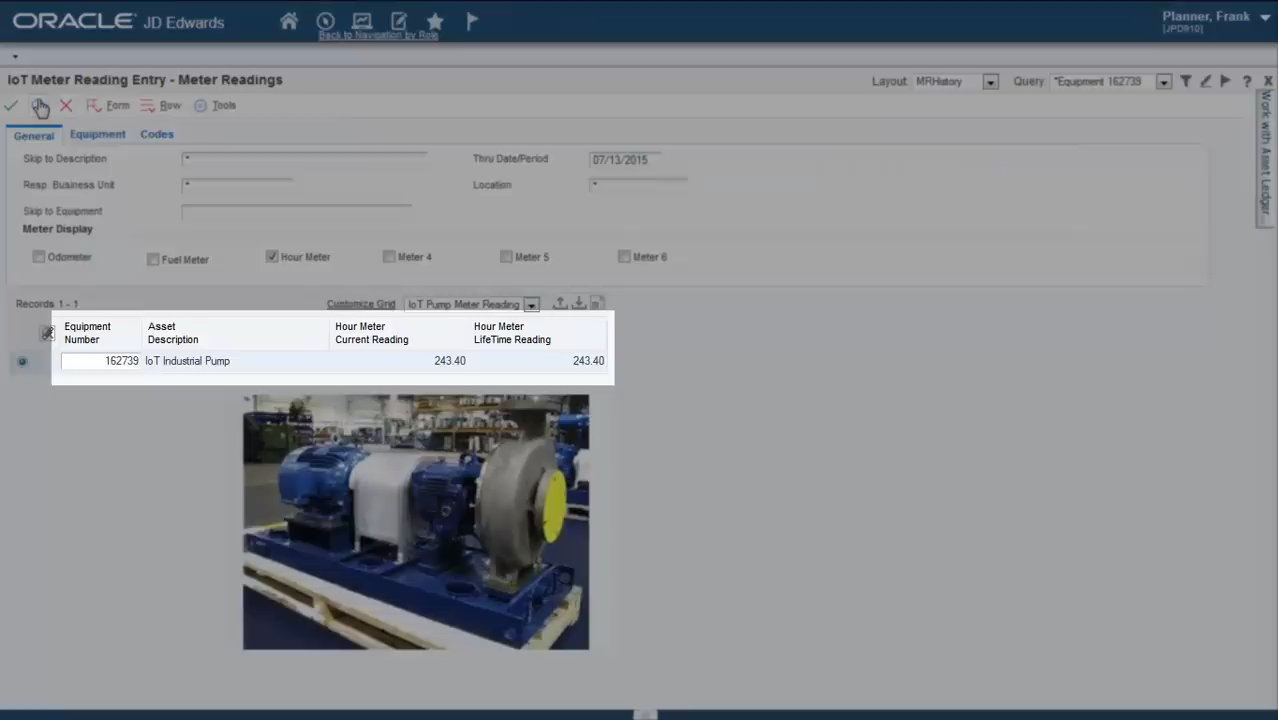 ORACLE JD Edwards
Back to Navigation by Role
Planner, Frank
[JPD910]
IoT Meter Reading Entry - Meter Readings
Layout MRHistory Query *Equipment 162739
Form Row Tools
General Equipment Codes
Skip to Description * Thru Date/Period 07/13/2015
Resp. Business Unit * Location *
Skip to Equipment
Meter Display
Odometer Fuel Meter Hour Meter Meter 4 Meter 5 Meter 6
Records 1 - 1 Customize Grid IoT Pump Meter Reading
Equipment Asset Hour Meter Hour Meter
Number Description Current Reading LifeTime Reading
162739 IoT Industrial Pump 243.40 243.40
Work with Asset Ledger